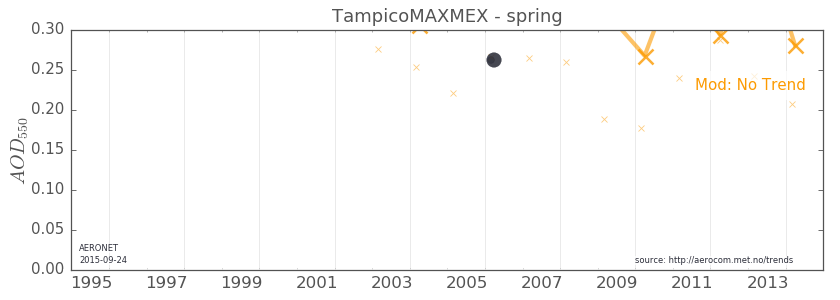 TampicoMAXMEX - spring
0.30
0.25
0.20
0.15
0.10
0.05
0.00
AOD550
Mod: No Trend
AERONET
2015-09-24
source: http://aerocom.met.no/trends
1995 1997 1999 2001 2003 2005 2007 2009 2011 2013